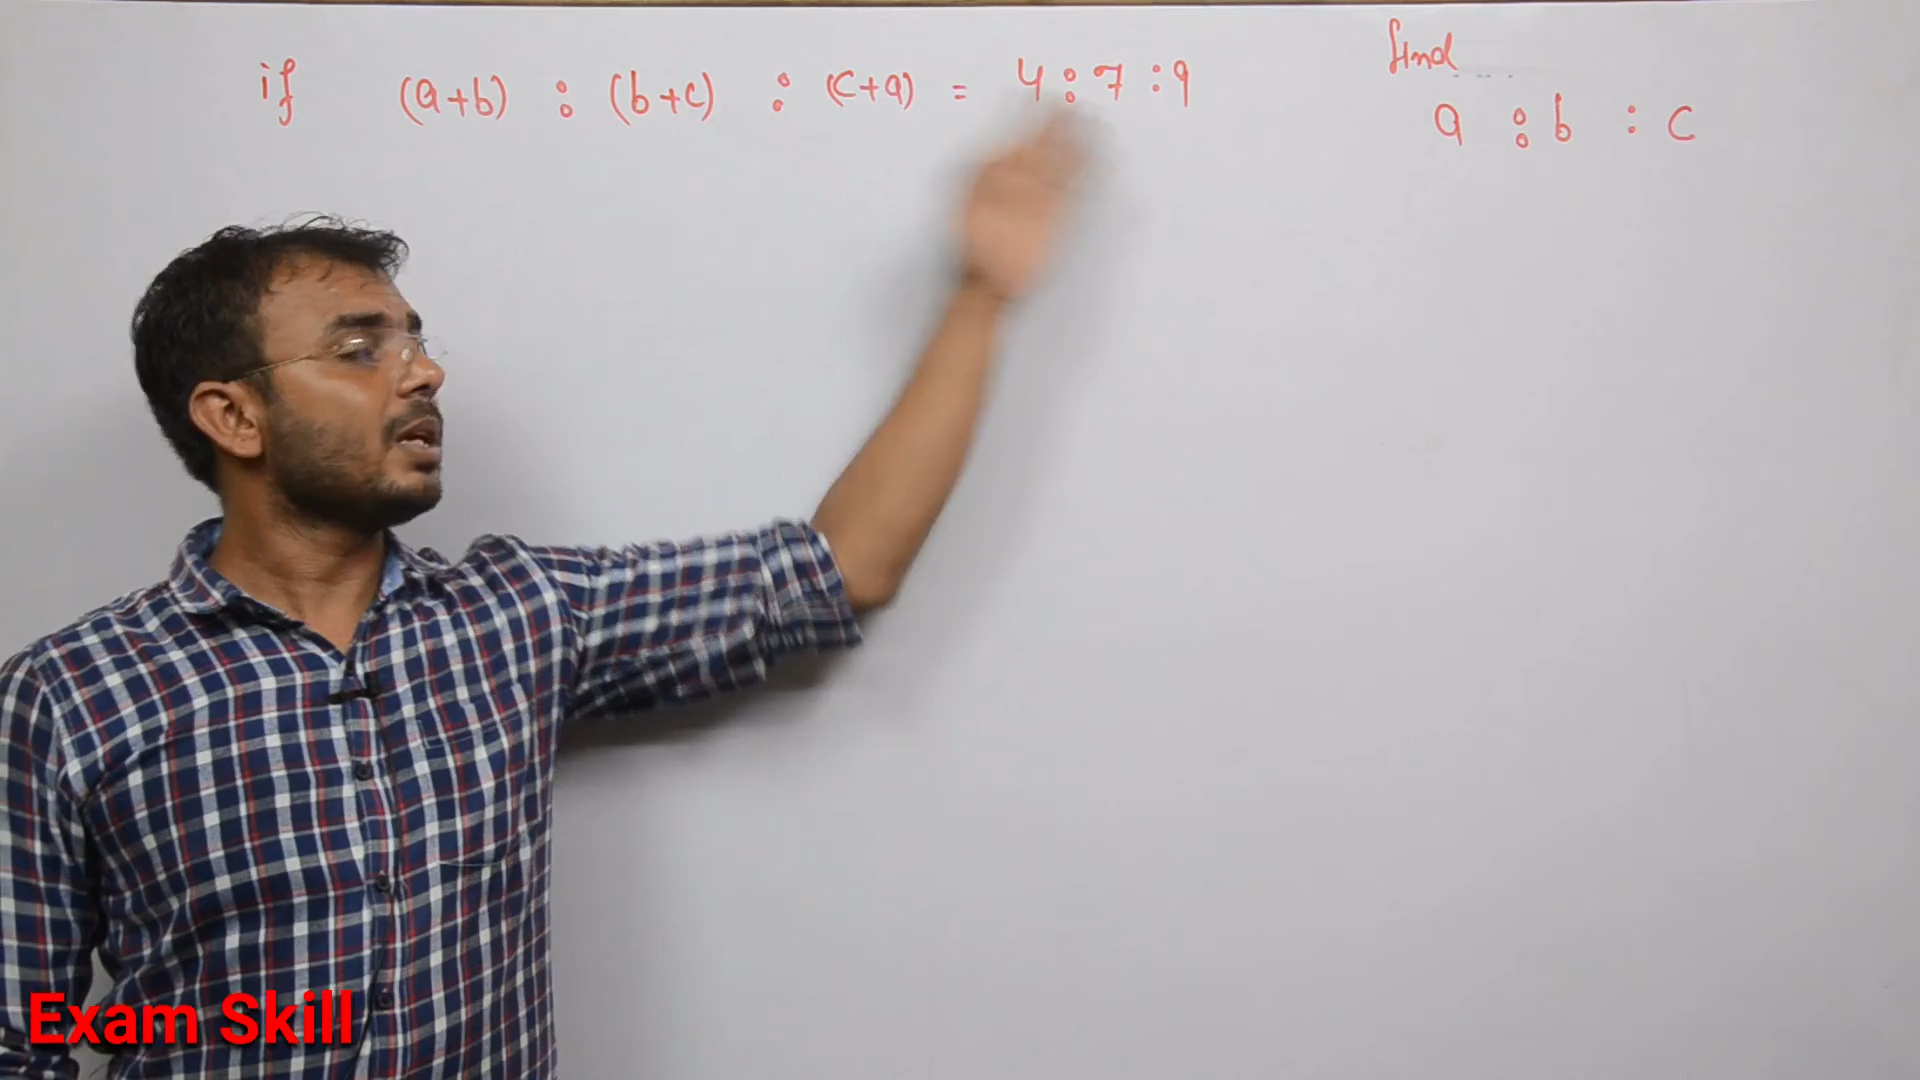 if (a+b) : (b+c) : (c+a) = 4 : 7 : 9
find
a : b : c
Exam Skill